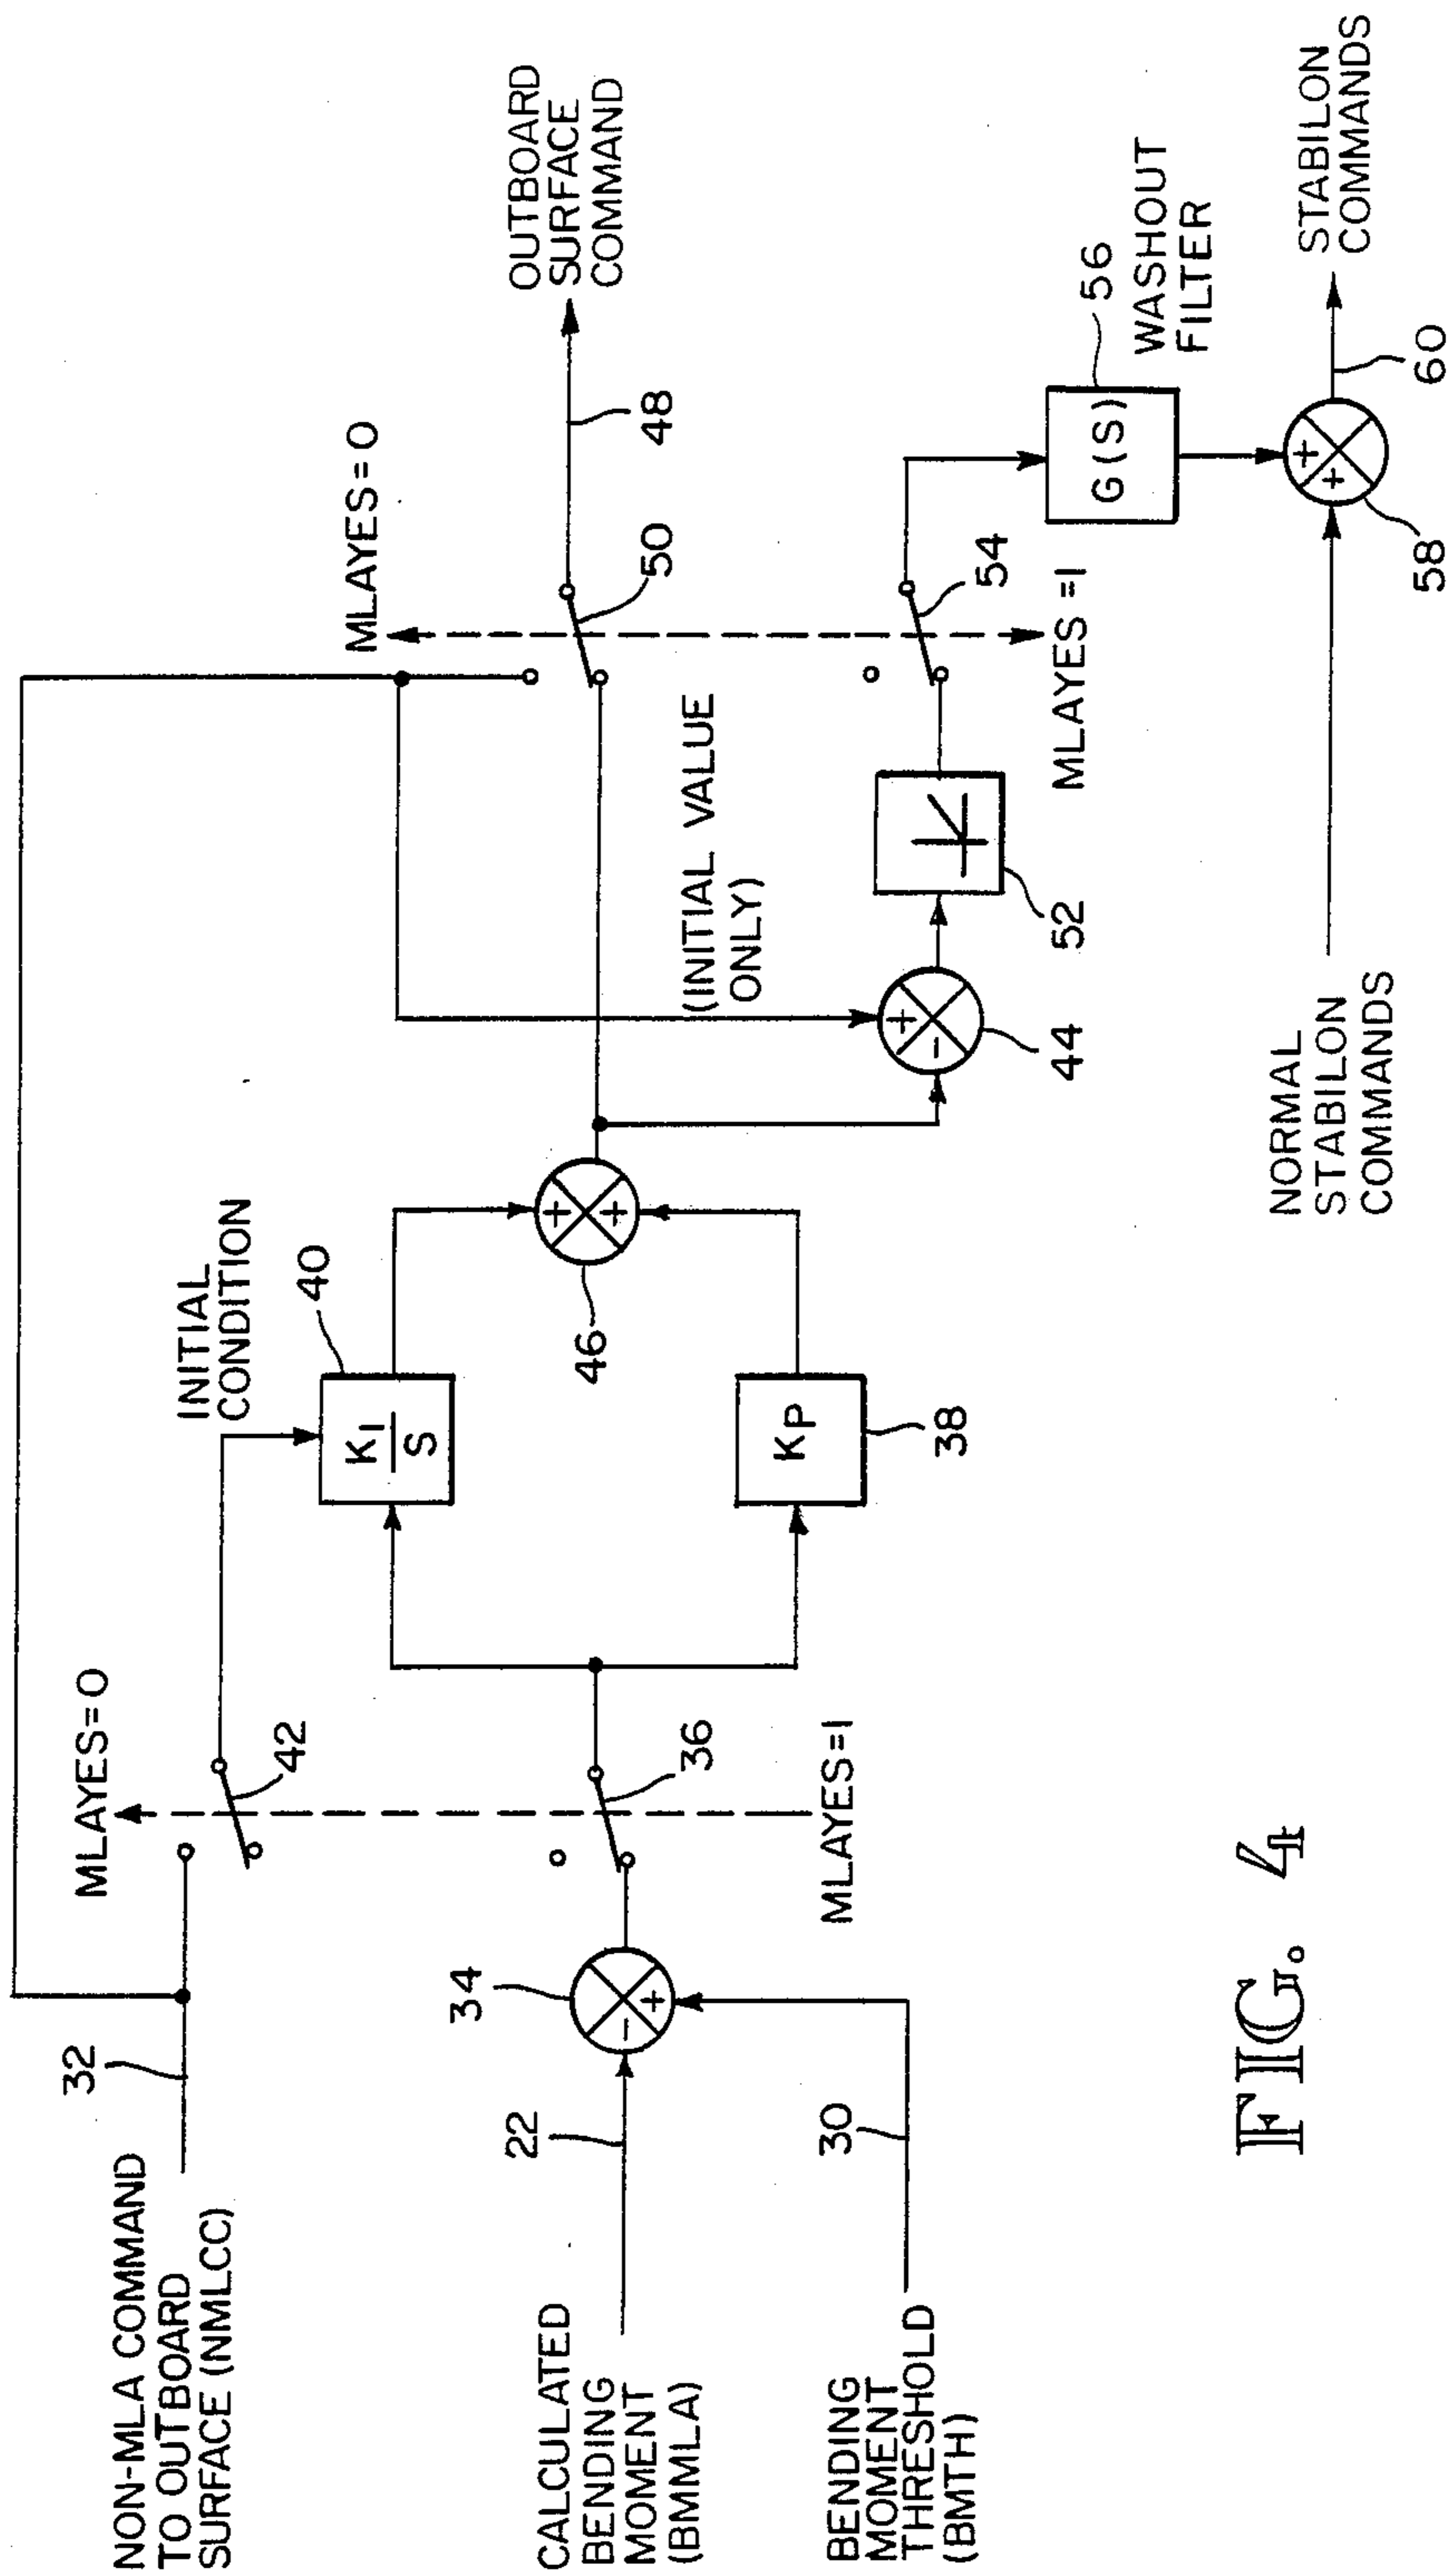 NON-MLA COMMAND
TO OUTBOARD
SURFACE (NMLCC)
32
MLAYES=0
42
INITIAL
CONDITION
CALCULATED
BENDING
MOMENT
(BMMLA)
22
34
-
+
36
MLAYES=1
BENDING
MOMENT
THRESHOLD
(BMTH)
30
K1
S
40
KP
38
+
+
46
MLAYES=0
50
48
OUTBOARD
SURFACE
COMMAND
(INITIAL VALUE
ONLY)
+
-
44
52
54
MLAYES=1
G(S)
56
WASHOUT
FILTER
NORMAL
STABILON
COMMANDS
+
+
58
60
STABILON
COMMANDS
FIG. 4